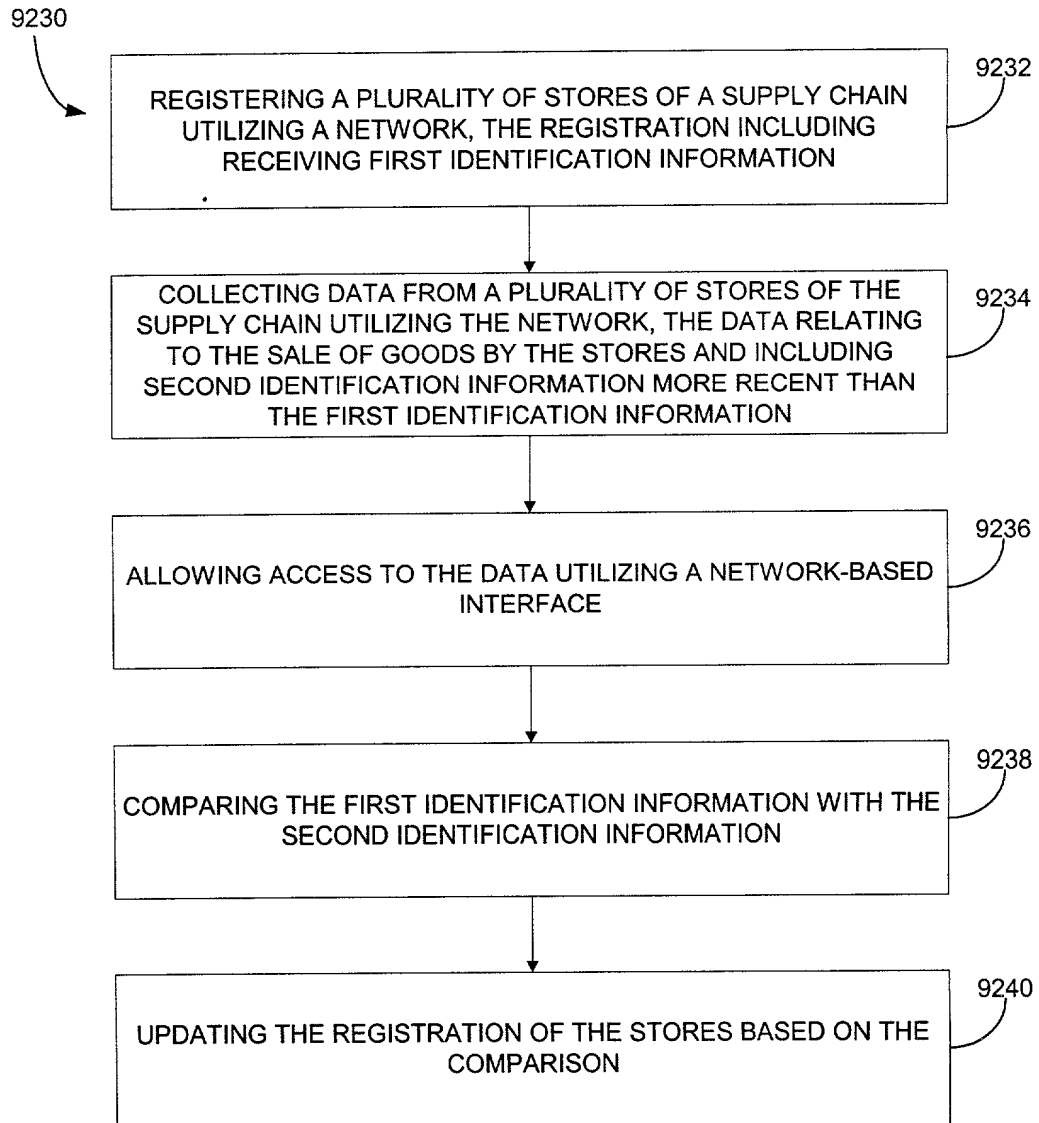 9230
9232
REGISTERING A PLURALITY OF STORES OF A SUPPLY CHAIN
UTILIZING A NETWORK, THE REGISTRATION INCLUDING
RECEIVING FIRST IDENTIFICATION INFORMATION
9234
COLLECTING DATA FROM A PLURALITY OF STORES OF THE
SUPPLY CHAIN UTILIZING THE NETWORK, THE DATA RELATING
TO THE SALE OF GOODS BY THE STORES AND INCLUDING
SECOND IDENTIFICATION INFORMATION MORE RECENT THAN
THE FIRST IDENTIFICATION INFORMATION
9236
ALLOWING ACCESS TO THE DATA UTILIZING A NETWORK-BASED
INTERFACE
9238
COMPARING THE FIRST IDENTIFICATION INFORMATION WITH THE
SECOND IDENTIFICATION INFORMATION
9240
UPDATING THE REGISTRATION OF THE STORES BASED ON THE
COMPARISON